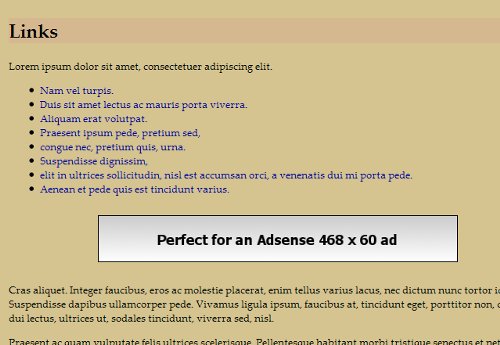 Links
Lorem ipsum dolor sit amet, consectetuer adipiscing elit.
Nam vel turpis.
Duis sit amet lectus ac mauris porta viverra.
Aliquam erat volutpat.
Praesent ipsum pede, pretium sed,
congue nec, pretium quis, urna.
Suspendisse dignissim,
elit in ultrices sollicitudin, nisl est accumsan orci, a venenatis dui mi porta pede.
Aenean et pede quis est tincidunt varius.
Perfect for an Adsense 468 x 60 ad
Cras aliquet. Integer faucibus, eros ac molestie placerat, enim tellus varius lacus, nec dictum nunc tortor
Suspendisse dapibus ullamcorper pede. Vivamus ligula ipsum, faucibus at, tincidunt eget, porttitor non,
dui lectus, ultrices ut, sodales tincidunt, viverra sed, nisl.
Praesent ac quam vulputate felis ultrices scelerisque. Pellentesque habitant morbi tristique senectus et